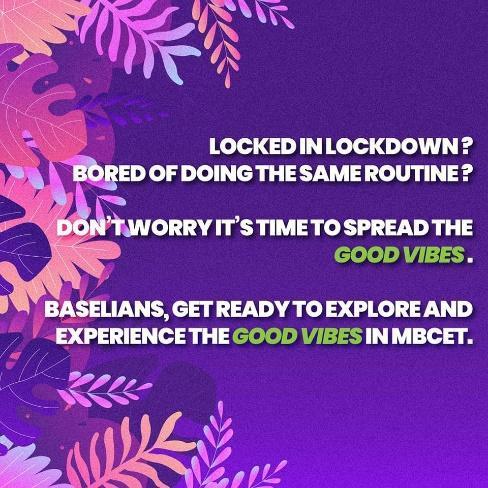 LOCKED IN LOCKDOWN ?
BORED OF DOING THE SAME ROUTINE ?
DON'T WORRY IT'S TIME TO SPREAD THE
GOOD VIBES .
BASELIANS, GET READY TO EXPLORE AND
EXPERIENCE THE GOOD VIBES IN MBCET.